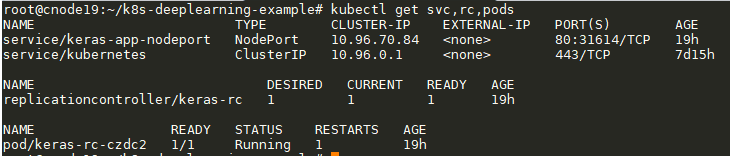 root@cnode19:~/k8s-deeplearning-example# kubectl get svc,rc,pods
NAME TYPE CLUSTER-IP EXTERNAL-IP PORT(S) AGE
service/keras-app-nodeport NodePort 10.96.70.84 <none> 80:31614/TCP 19h
service/kubernetes ClusterIP 10.96.0.1 <none> 443/TCP 7d15h
NAME DESIRED CURRENT READY AGE
replicationcontroller/keras-rc 1 1 1 19h
NAME READY STATUS RESTARTS AGE
pod/keras-rc-czdc2 1/1 Running 1 19h